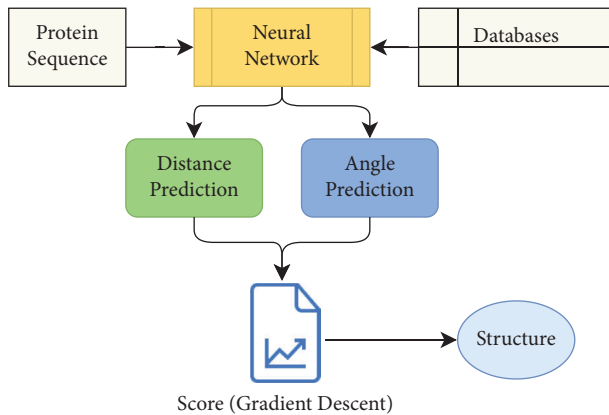 Protein
Sequence
Neural
Network
Databases
Distance
Prediction
Angle
Prediction
Structure
Score (Gradient Descent)